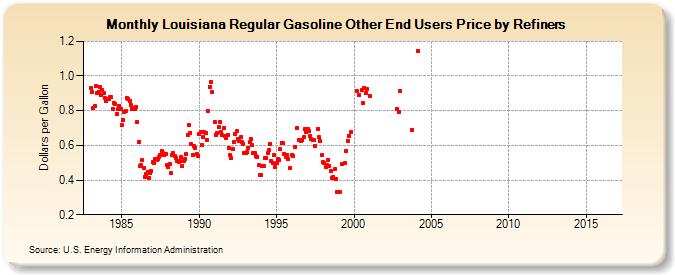 Monthly Louisiana Regular Gasoline Other End Users Price by Refiners
Dollars per Gallon
1.2
1.0
0.8
0.6
0.4
0.2
1985 1990 1995 2000 2005 2010 2015
Source: U.S. Energy Information Administration